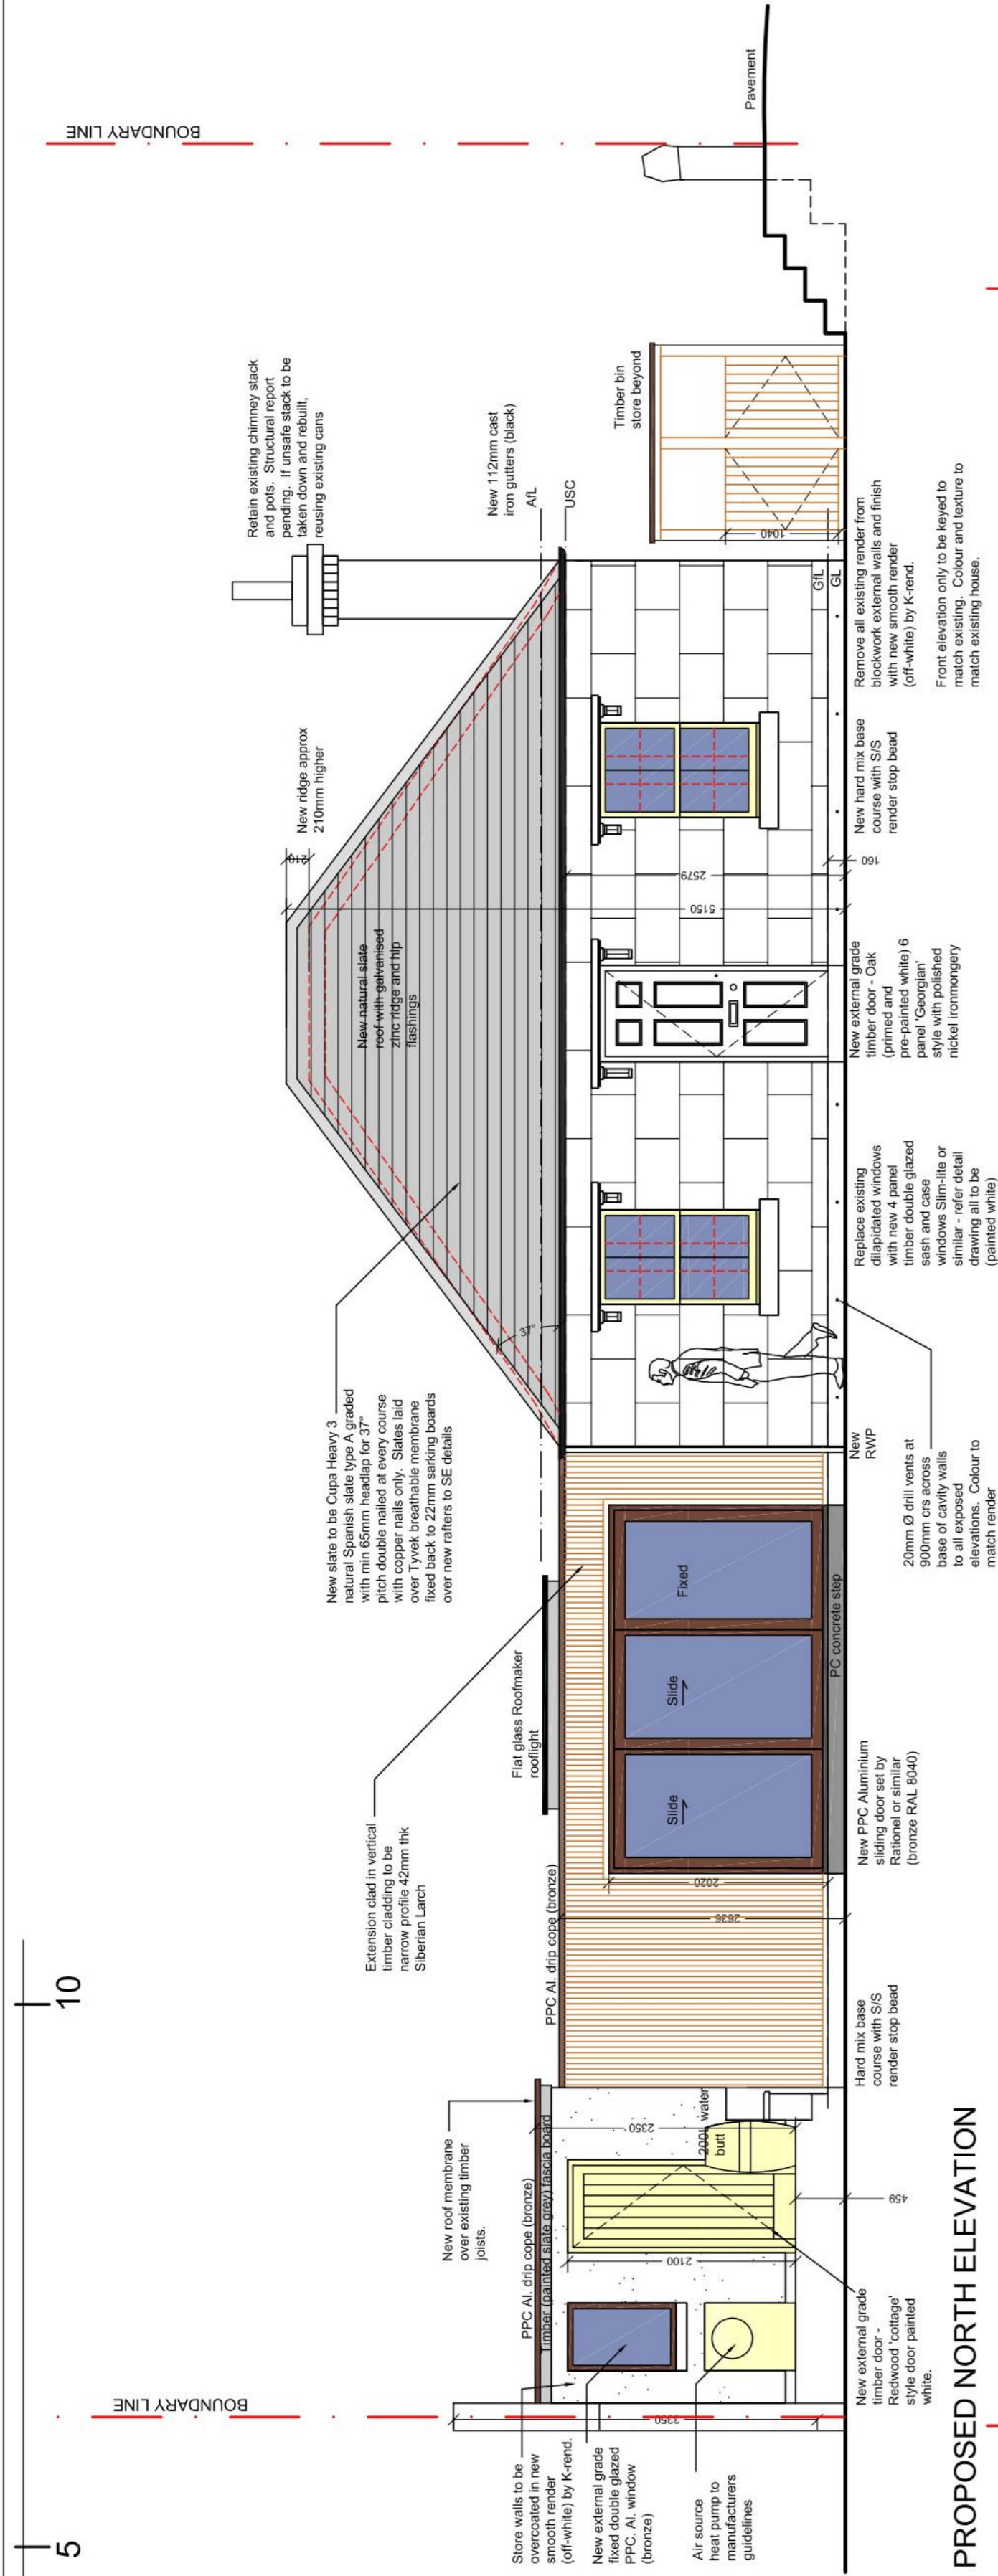 5
10
BOUNDARY LINE
BOUNDARY LINE
Store walls to be
overcoated in new
smooth render
(off-white) by K-rend.
New external grade
fixed double glazed
PPC. Al. window
(bronze)
Air source
heat pump to
manufacturers
guidelines
3350
New roof membrane
over existing timber
joists.
PPC Al. drip cope (bronze)
Timber (painted slate grey) fascia board
2100
2350
200L water
butt
459
New external grade
timber door -
Redwood 'cottage'
style door painted
white.
Hard mix base
course with S/S
render stop bead
Extension clad in vertical
timber cladding to be
narrow profile 42mm thk
Siberian Larch
PPC Al. drip cope (bronze)
Flat glass Roofmaker
rooflight
2636
2020
Slide
Slide
Fixed
PC concrete step
New PPC Aluminium
sliding door set by
Rationel or similar
(bronze RAL 8040)
New slate to be Cupa Heavy 3
natural Spanish slate type A graded
with min 65mm headlap for 37°
pitch double nailed at every course
with copper nails only. Slates laid
over Tyvek breathable membrane
fixed back to 22mm sarking boards
over new rafters to SE details
37°
New
RWP
20mm Ø drill vents at
900mm crs across
base of cavity walls
to all exposed
elevations. Colour to
match render
Replace existing
dilapidated windows
with new 4 panel
timber double glazed
sash and case
windows Slim-lite or
similar - refer detail
drawing all to be
(painted white)
New natural slate
roof with galvanised
zinc ridge and hip
flashings
New external grade
timber door - Oak
(primed and
pre-painted white) 6
panel 'Georgian'
style with polished
nickel ironmongery
New ridge approx
210mm higher
210
5150
2579
160
New hard mix base
course with S/S
render stop bead
Retain existing chimney stack
and pots. Structural report
pending. If unsafe stack to be
taken down and rebuilt,
reusing existing cans
New 112mm cast
iron gutters (black)
AfL
USC
GfL
GL
Remove all existing render from
blockwork external walls and finish
with new smooth render
(off-white) by K-rend.
Front elevation only to be keyed to
match existing. Colour and texture to
match existing house.
Timber bin
store beyond
1040
Pavement
PROPOSED NORTH ELEVATION